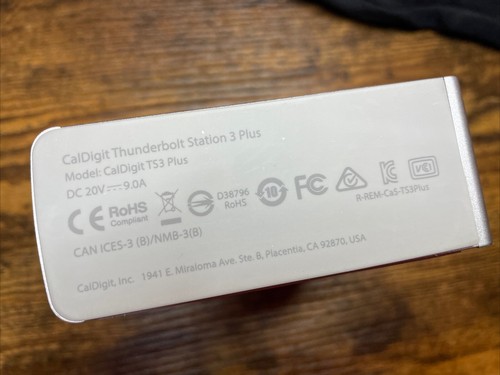 CalDigit Thunderbolt Station 3 Plus
Model: CalDigit TS3 Plus
DC 20V⎓9.0A
CE RoHS Compliant D38796 RoHS 10 FC R-REM-Ca5-TS3Plus
CAN ICES-3 (B)/NMB-3(B)
CalDigit, Inc. 1941 E. Miraloma Ave. Ste. B, Placentia, CA 92870, USA